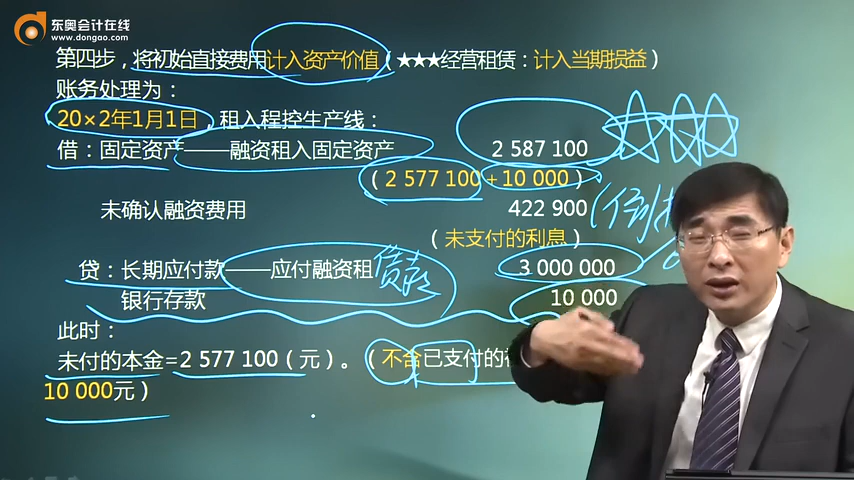 东奥会计在线
www.dongao.com
第四步，将初始直接费用计入资产价值（★★★经营租赁：计入当期损益）
账务处理为：
20×2年1月1日，租入程控生产线：
借：固定资产——融资租入固定资产 2 587 100
（2 577 100＋10 000）
未确认融资费用 422 900
（未支付的利息）
贷：长期应付款——应付融资租 3 000 000
银行存款 10 000
此时：
未付的本金=2 577 100（元）。（不含已支付的
10 000元）